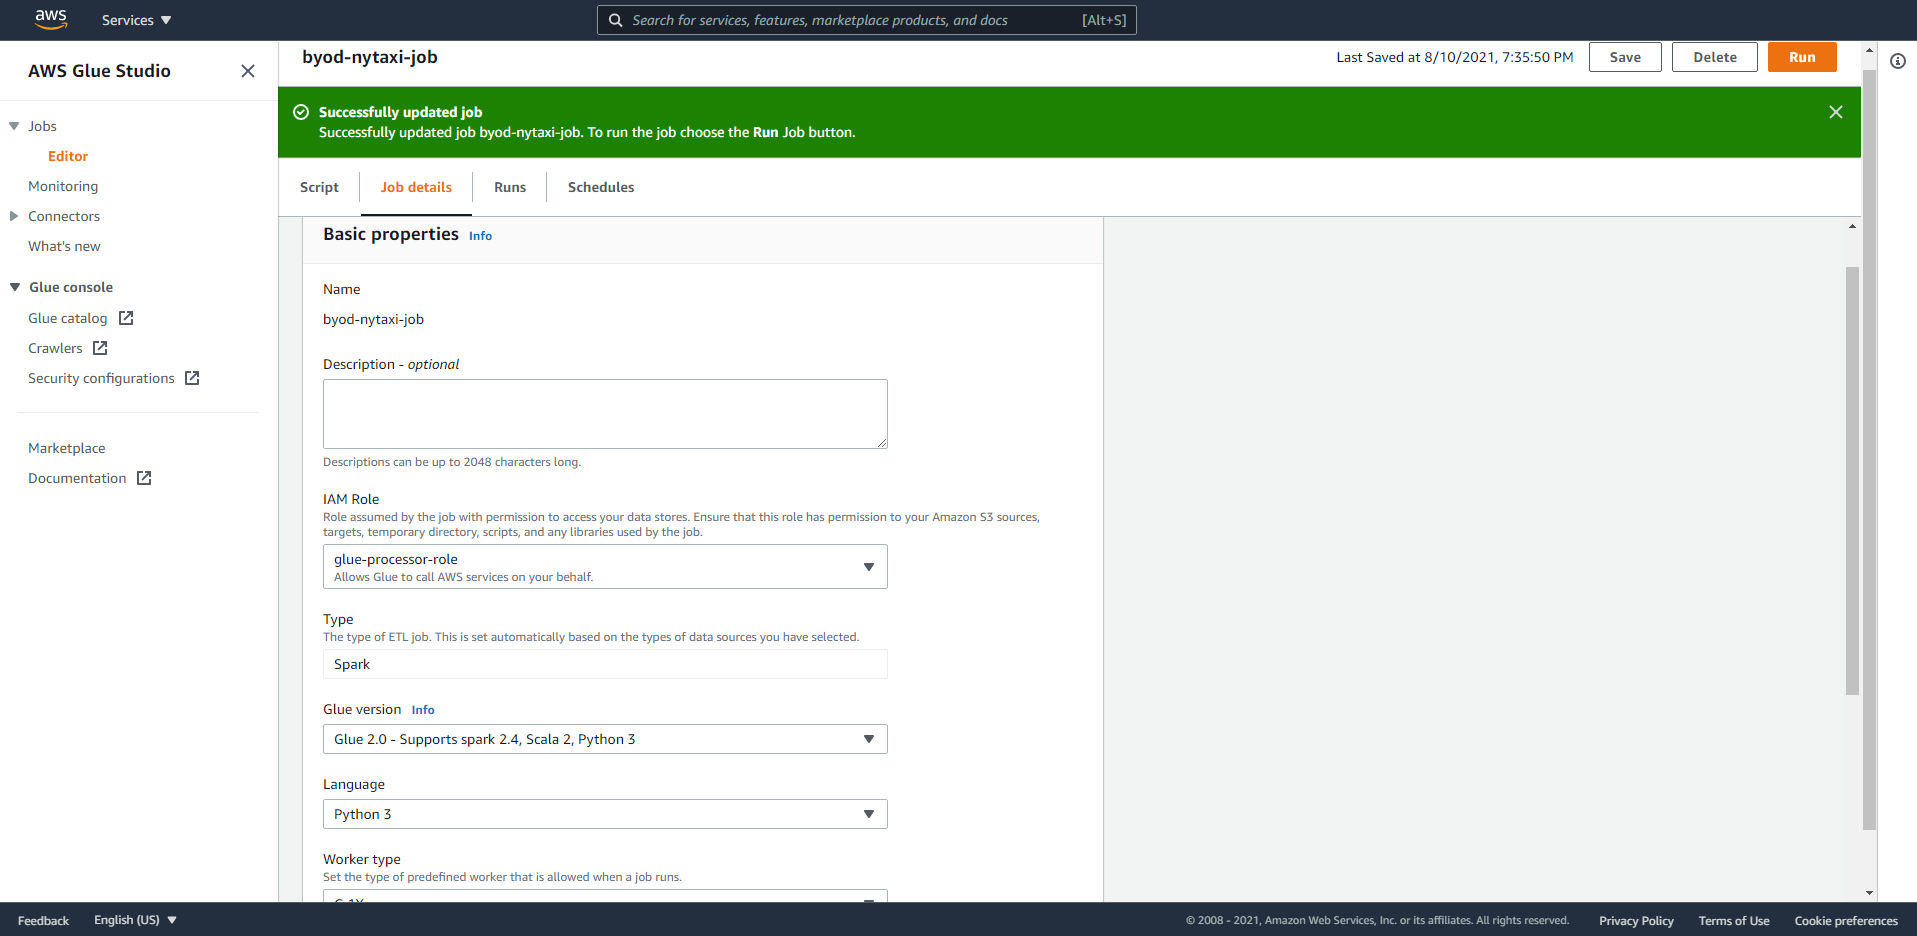 aws
Services
Search for services, features, marketplace products, and docs
[Alt+S]
AWS Glue Studio
Jobs
Editor
Monitoring
Connectors
What's new
Glue console
Glue catalog
Crawlers
Security configurations
Marketplace
Documentation
byod-nytaxi-job
Last Saved at 8/10/2021, 7:35:50 PM
Save
Delete
Run
Successfully updated job
Successfully updated job byod-nytaxi-job. To run the job choose the Run Job button.
Script
Job details
Runs
Schedules
Basic properties Info
Name
byod-nytaxi-job
Description - optional
Descriptions can be up to 2048 characters long.
IAM Role
Role assumed by the job with permission to access your data stores. Ensure that this role has permission to your Amazon S3 sources,
targets, temporary directory, scripts, and any libraries used by the job.
glue-processor-role
Allows Glue to call AWS services on your behalf.
Type
The type of ETL job. This is set automatically based on the types of data sources you have selected.
Spark
Glue version Info
Glue 2.0 - Supports spark 2.4, Scala 2, Python 3
Language
Python 3
Worker type
Set the type of predefined worker that is allowed when a job runs.
Feedback
English (US)
© 2008 - 2021, Amazon Web Services, Inc. or its affiliates. All rights reserved.
Privacy Policy
Terms of Use
Cookie preferences